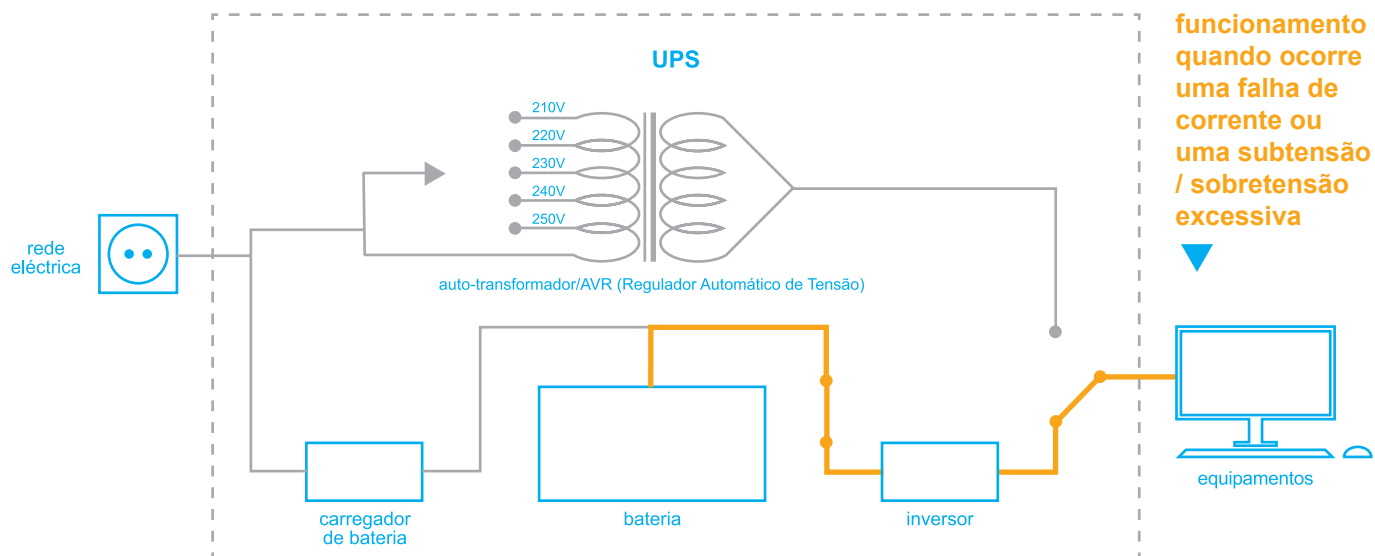 UPS
funcionamento
quando ocorre
uma falha de
corrente ou
uma subtensão
/ sobretensão
excessiva
210V
220V
230V
240V
250V
rede
eléctrica
auto-transformador/AVR (Regulador Automático de Tensão)
carregador
de bateria
bateria
inversor
equipamentos